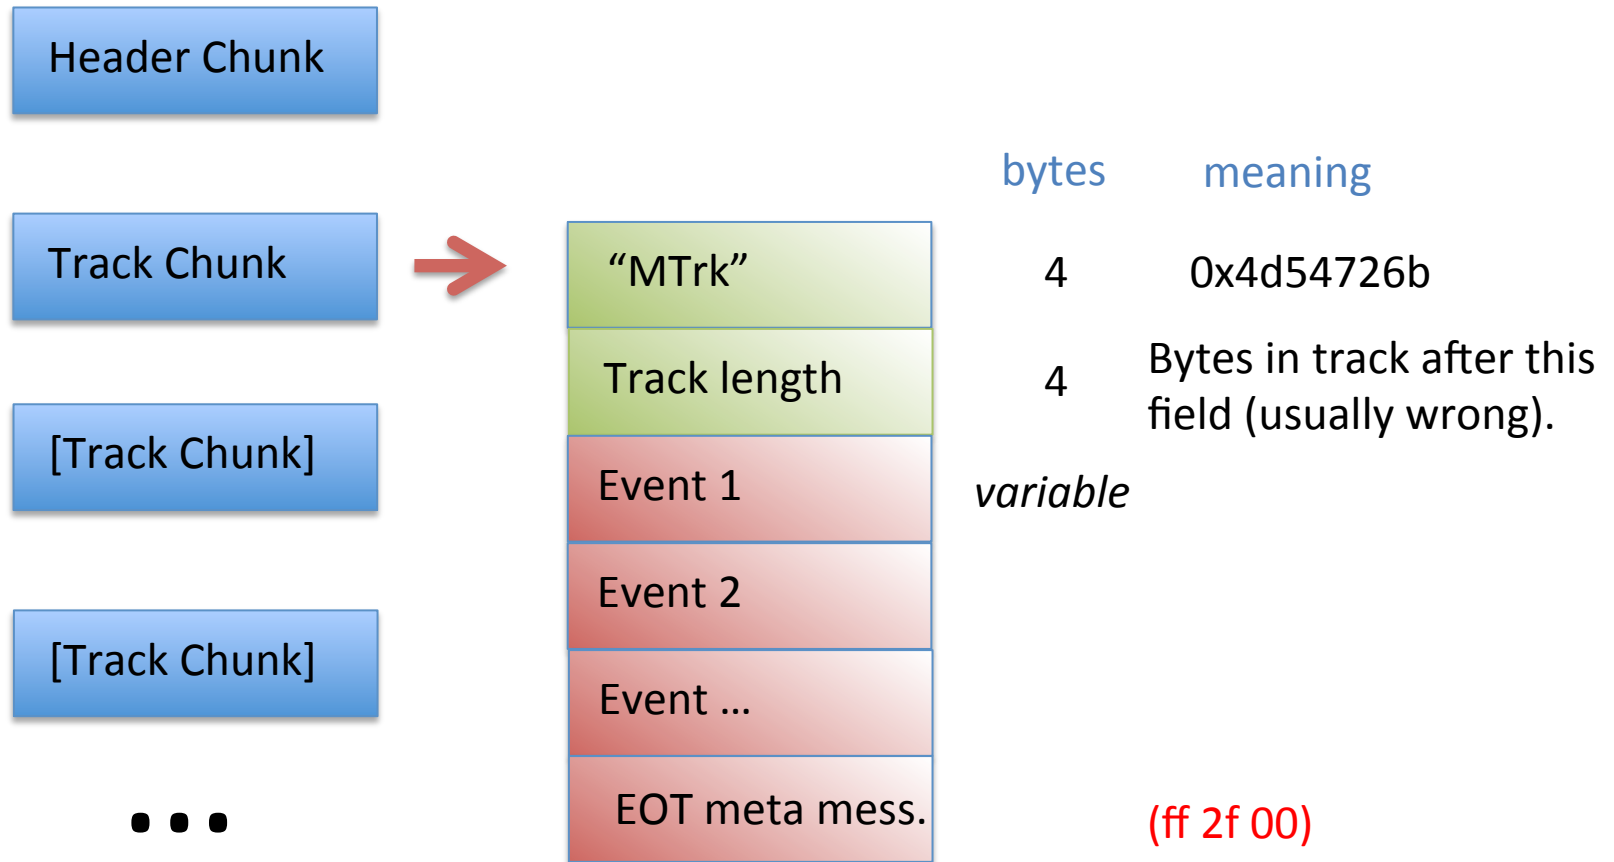 Header Chunk
bytes meaning
Track Chunk
“MTrk” 4 0x4d54726b
Track length 4 Bytes in track after this
field (usually wrong).
[Track Chunk]
Event 1 variable
Event 2
[Track Chunk]
Event ...
... EOT meta mess. (ff 2f 00)